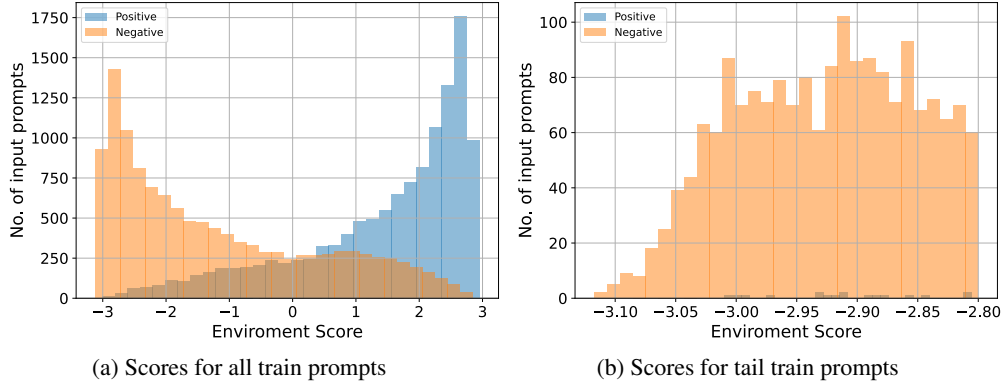 Positive
Negative
No. of input prompts
1750
1500
1250
1000
750
500
250
0
−3
−2
−1
0
1
2
3
Enviroment Score
(a) Scores for all train prompts
Positive
Negative
No. of input prompts
100
80
60
40
20
0
−3.10
−3.05
−3.00
−2.95
−2.90
−2.85
−2.80
Enviroment Score
(b) Scores for tail train prompts